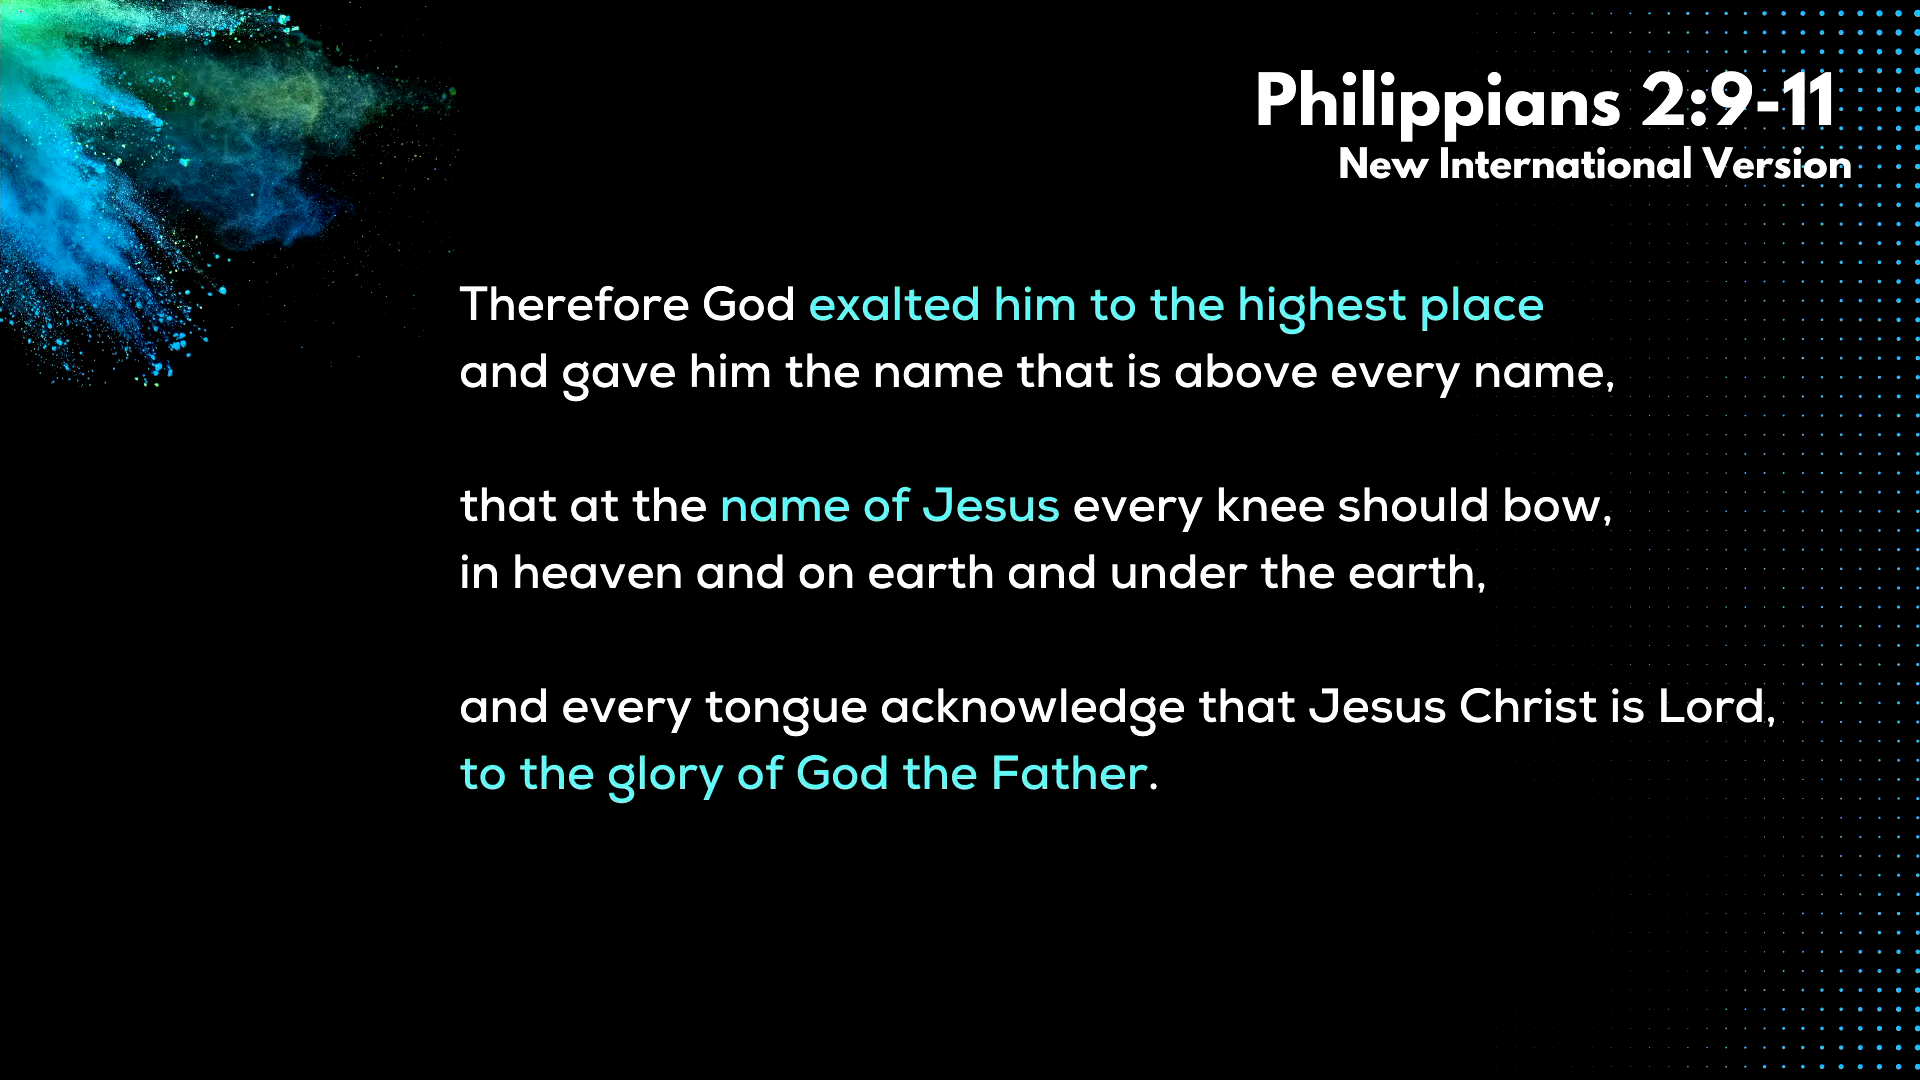 Philippians 2:9-11
New International Version
Therefore God exalted him to the highest place
and gave him the name that is above every name,
that at the name of Jesus every knee should bow,
in heaven and on earth and under the earth,
and every tongue acknowledge that Jesus Christ is Lord,
to the glory of God the Father.